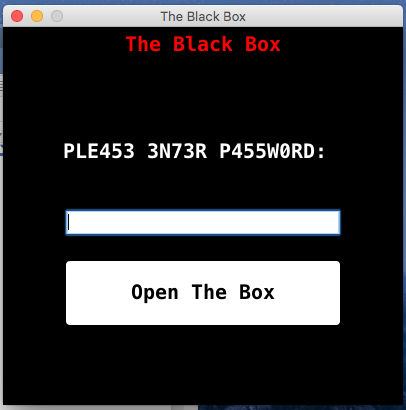 The Black Box
The Black Box
PLE453 3N73R P455W0RD:
Open The Box